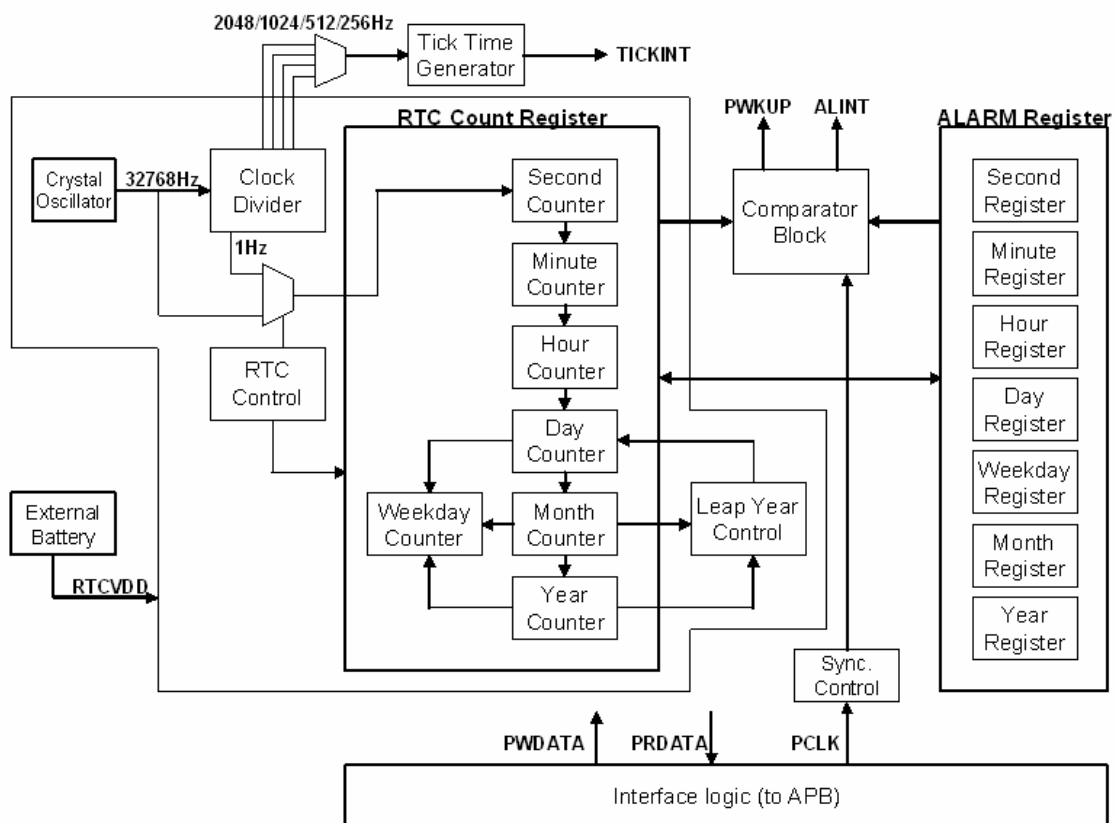 2048/1024/512/256Hz
Tick Time
Generator
TICKINT
PWKUP
ALINT
RTC Count Register
ALARM Register
Crystal
Oscillator
32768Hz
Clock
Divider
1Hz
RTC
Control
Second
Counter
Minute
Counter
Hour
Counter
Day
Counter
Weekday
Counter
Month
Counter
Year
Counter
Leap Year
Control
Comparator
Block
Second
Register
Minute
Register
Hour
Register
Day
Register
Weekday
Register
Month
Register
Year
Register
External
Battery
RTCVDD
Sync.
Control
PWDATA
PRDATA
PCLK
Interface logic (to APB)